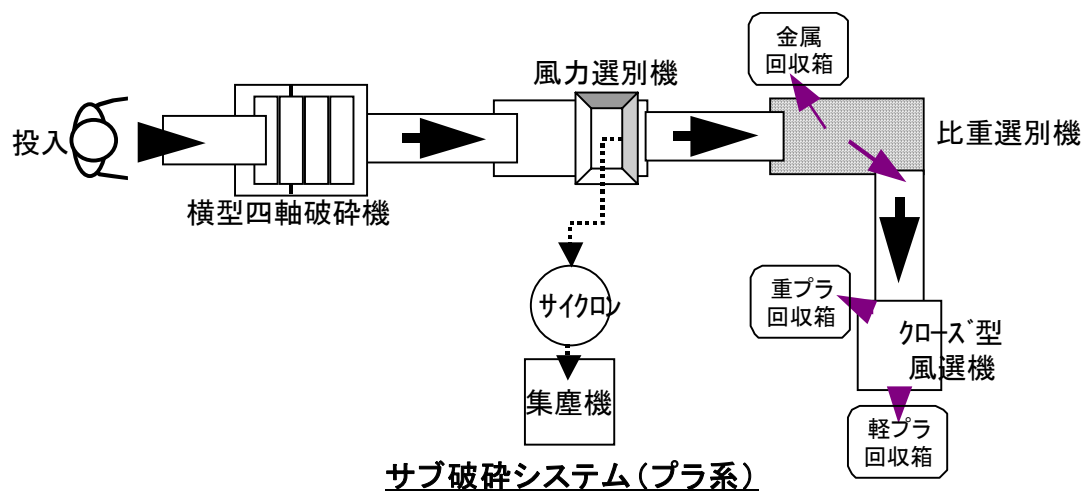 金属
回収箱
風力選別機
投入
比重選別機
横型四軸破砕機
重プラ
回収箱
サイクロン
クローズ型
風選機
集塵機
軽プラ
回収箱
サブ破砕システム(プラ系)